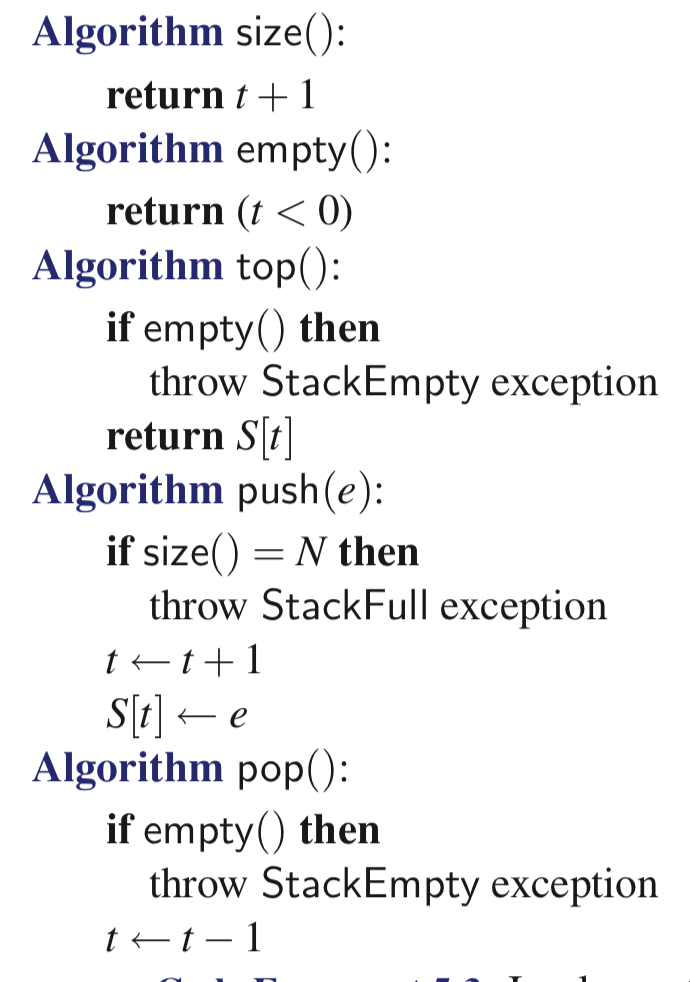 Algorithm size():
return t + 1
Algorithm empty():
return (t < 0)
Algorithm top():
if empty() then
throw StackEmpty exception
return S[t]
Algorithm push(e):
if size() = N then
throw StackFull exception
t ← t + 1
S[t] ← e
Algorithm pop():
if empty() then
throw StackEmpty exception
t ← t − 1